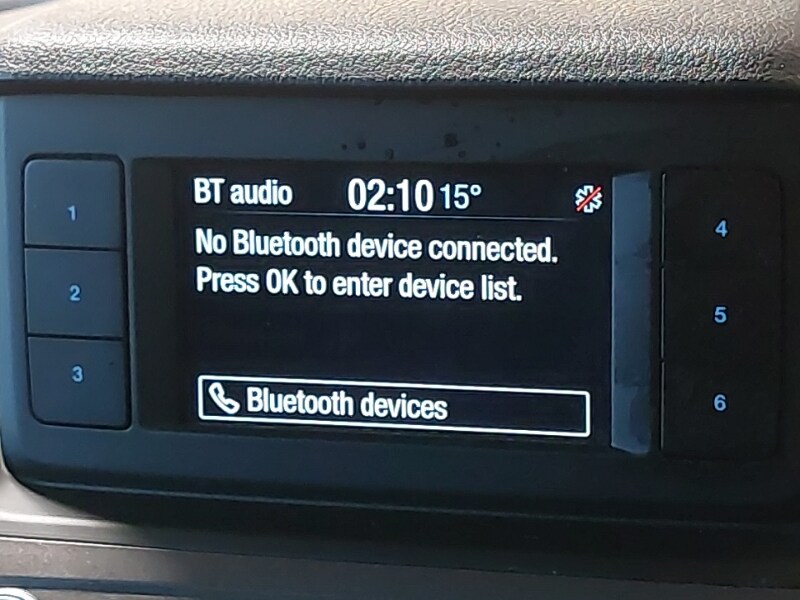 BT audio 02:10 15°
No Bluetooth device connected.
Press OK to enter device list.
Bluetooth devices
1
2
3
4
5
6